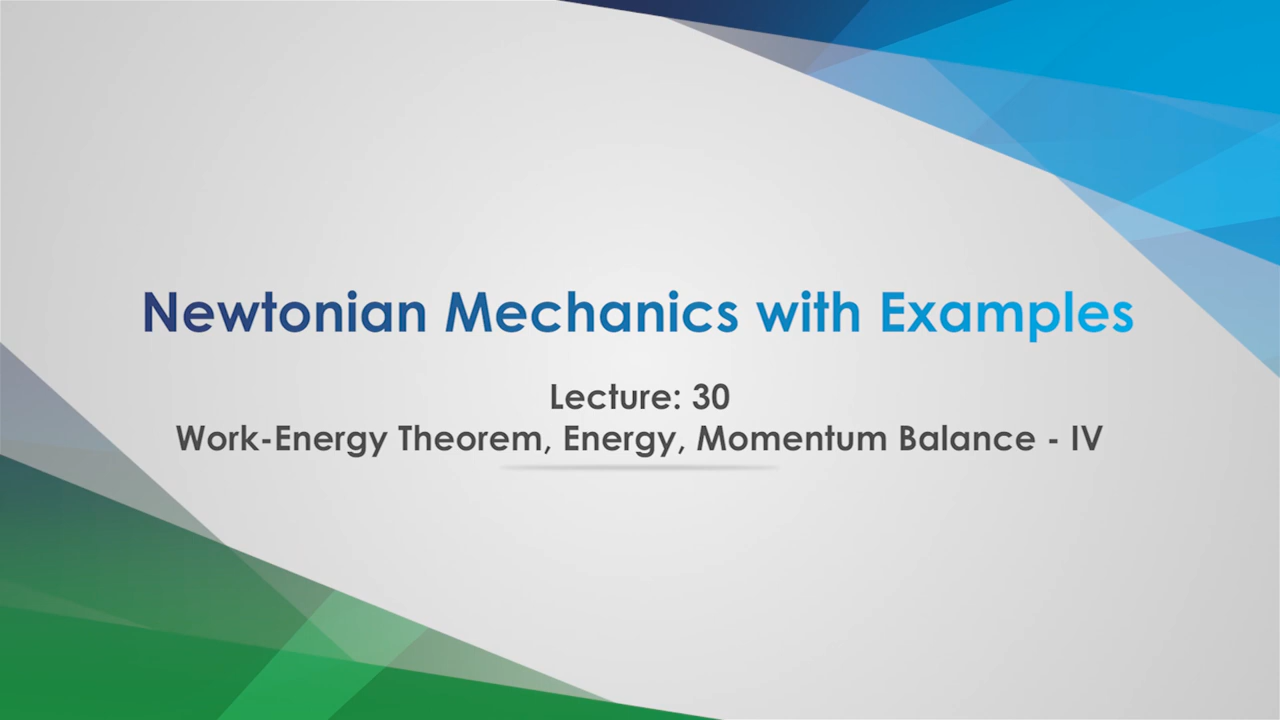 Newtonian Mechanics with Examples
Lecture: 30
Work-Energy Theorem, Energy, Momentum Balance - IV